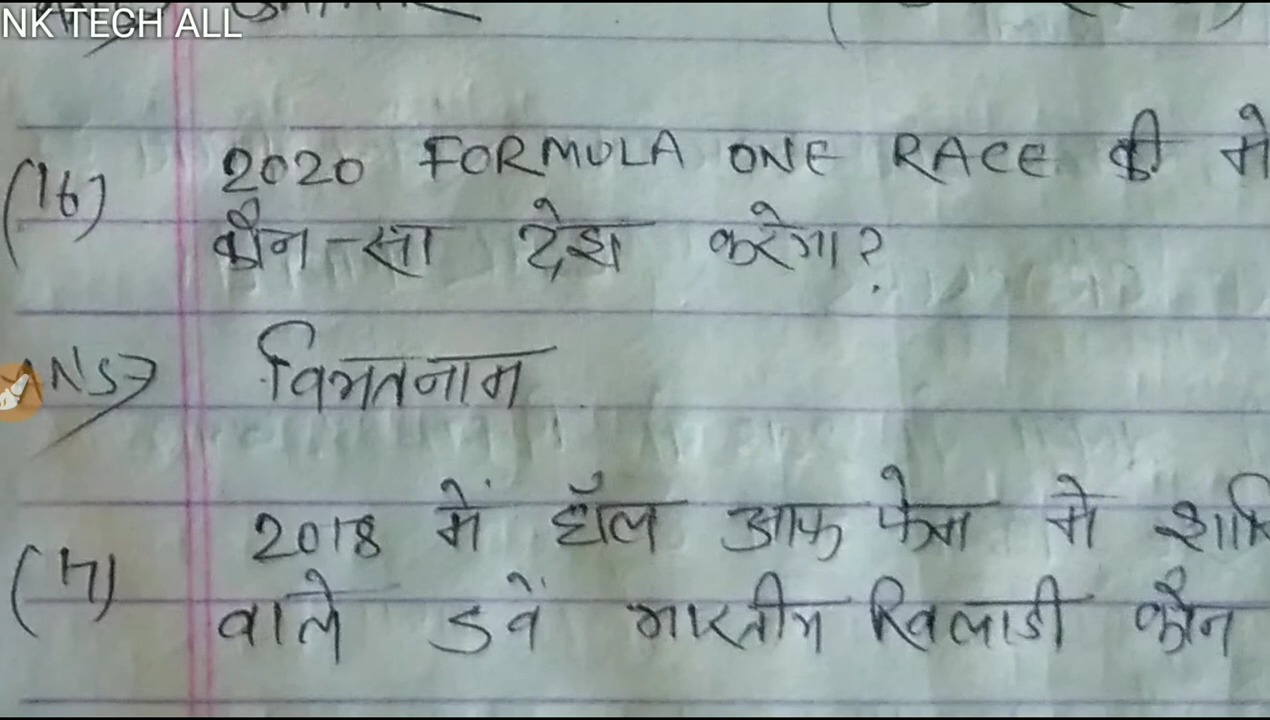 NK TECH ALL
(16) 2020 FORMULA ONE RACE की मे
कौन-सा देश करेगा?
ANS→ वियतनाम
(17) 2018 में हॉल आफ फेम मे शामि
वाले 5वें भारतीय खिलाडी कौन